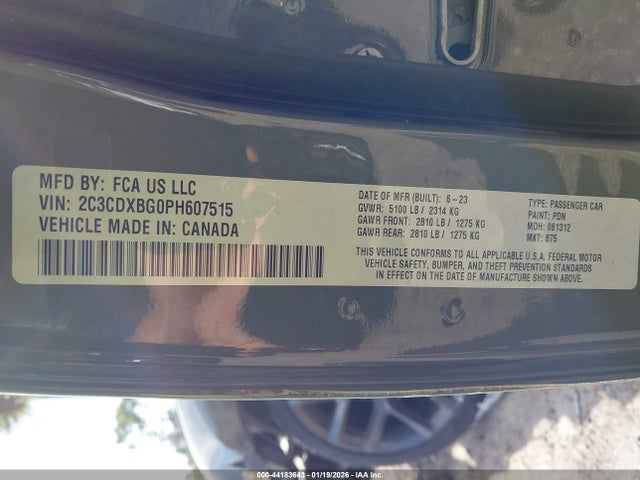 MFD BY: FCA US LLC
VIN: 2C3CDXBG0PH607515
VEHICLE MADE IN: CANADA
DATE OF MFR (BUILT): 6-23
GVWR: 5100 LB / 2314 KG
GAWR FRONT: 2810 LB / 1275 KG
GAWR REAR: 2810 LB / 1275 KG
TYPE: PASSENGER CAR
PAINT: PDN
MDH: 061312
MKT: 875
THIS VEHICLE CONFORMS TO ALL APPLICABLE U.S.A. FEDERAL MOTOR
VEHICLE SAFETY, BUMPER, AND THEFT PREVENTION STANDARDS
IN EFFECT ON THE DATE OF MANUFACTURE SHOWN ABOVE.
000-44183643 - 01/19/2026 - IAA Inc.